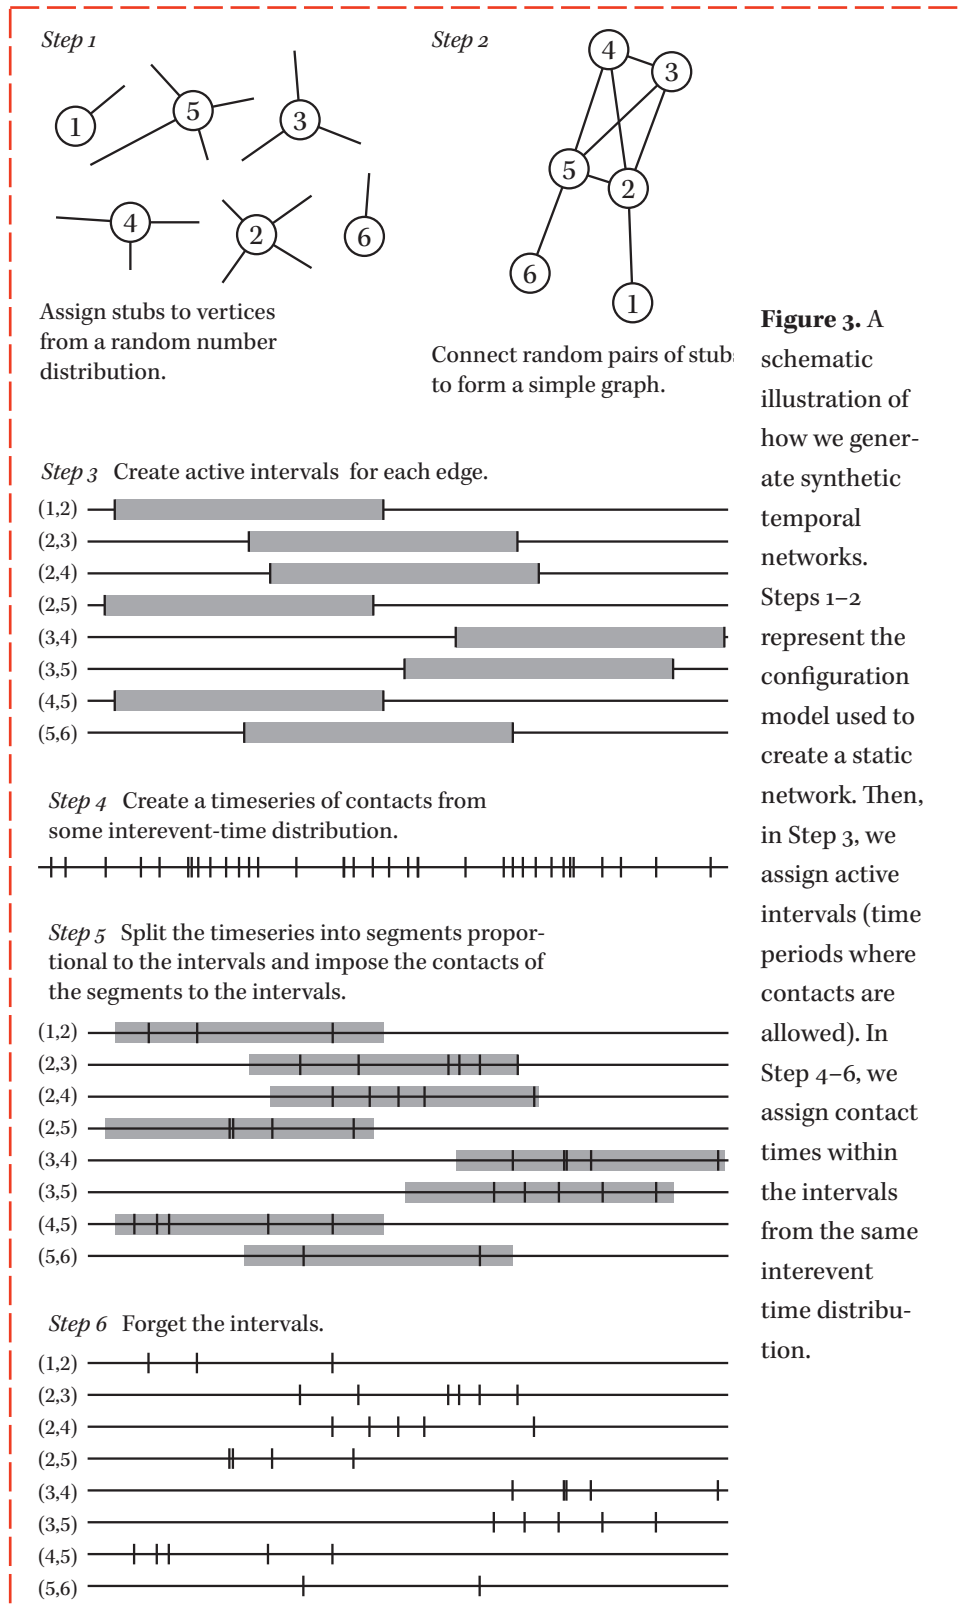 Step 1
1
5
3
4
2
6
Assign stubs to vertices
from a random number
distribution.
Step 2
4
3
5
2
6
1
Connect random pairs of stubs
to form a simple graph.
Step 3 Create active intervals for each edge.
(1,2)
(2,3)
(2,4)
(2,5)
(3,4)
(3,5)
(4,5)
(5,6)
Step 4 Create a timeseries of contacts from
some interevent-time distribution.
Step 5 Split the timeseries into segments propor-
tional to the intervals and impose the contacts of
the segments to the intervals.
(1,2)
(2,3)
(2,4)
(2,5)
(3,4)
(3,5)
(4,5)
(5,6)
Step 6 Forget the intervals.
(1,2)
(2,3)
(2,4)
(2,5)
(3,4)
(3,5)
(4,5)
(5,6)
Figure 3. A
schematic
illustration of
how we gener-
ate synthetic
temporal
networks.
Steps 1–2
represent the
configuration
model used to
create a static
network. Then,
in Step 3, we
assign active
intervals (time
periods where
contacts are
allowed). In
Step 4–6, we
assign contact
times within
the intervals
from the same
interevent
time distribu-
tion.